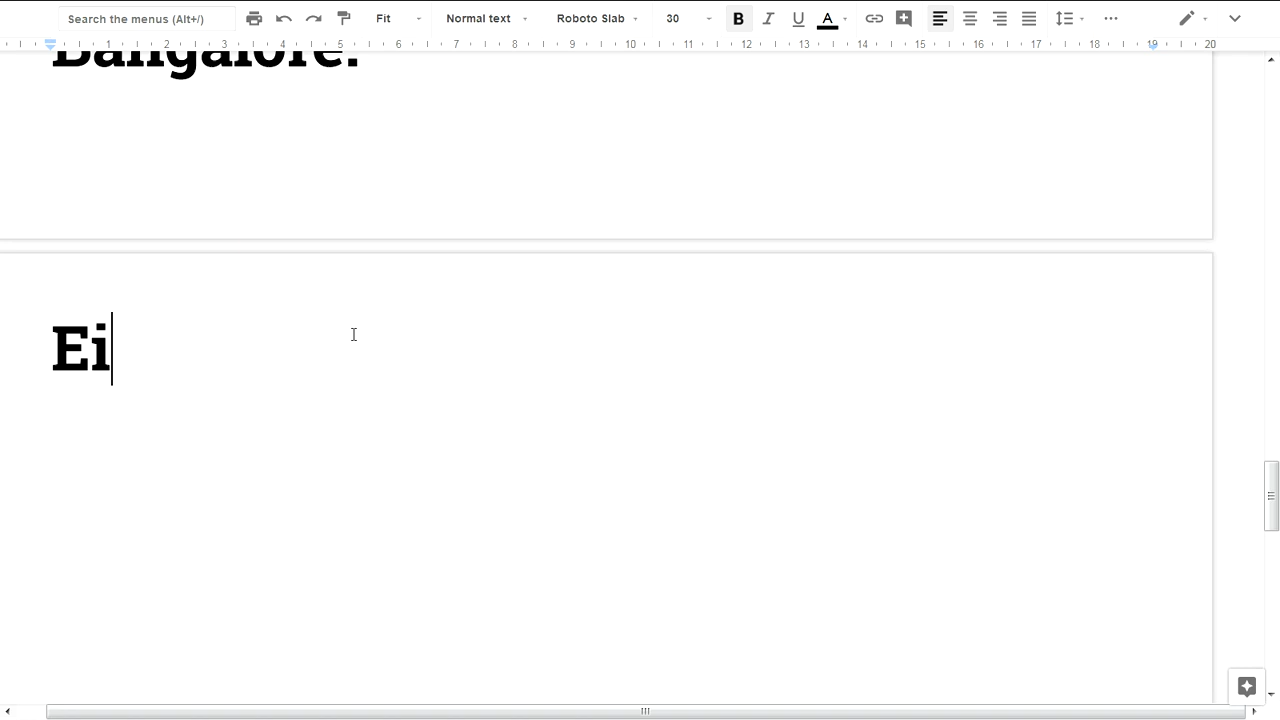 Search the menus (Alt+/) Fit Normal text Roboto Slab 30 B I U A
1 2 3 4 5 6 7 8 9 10 11 12 13 14 15 16 17 18 19 20
Bangalore.
Ei